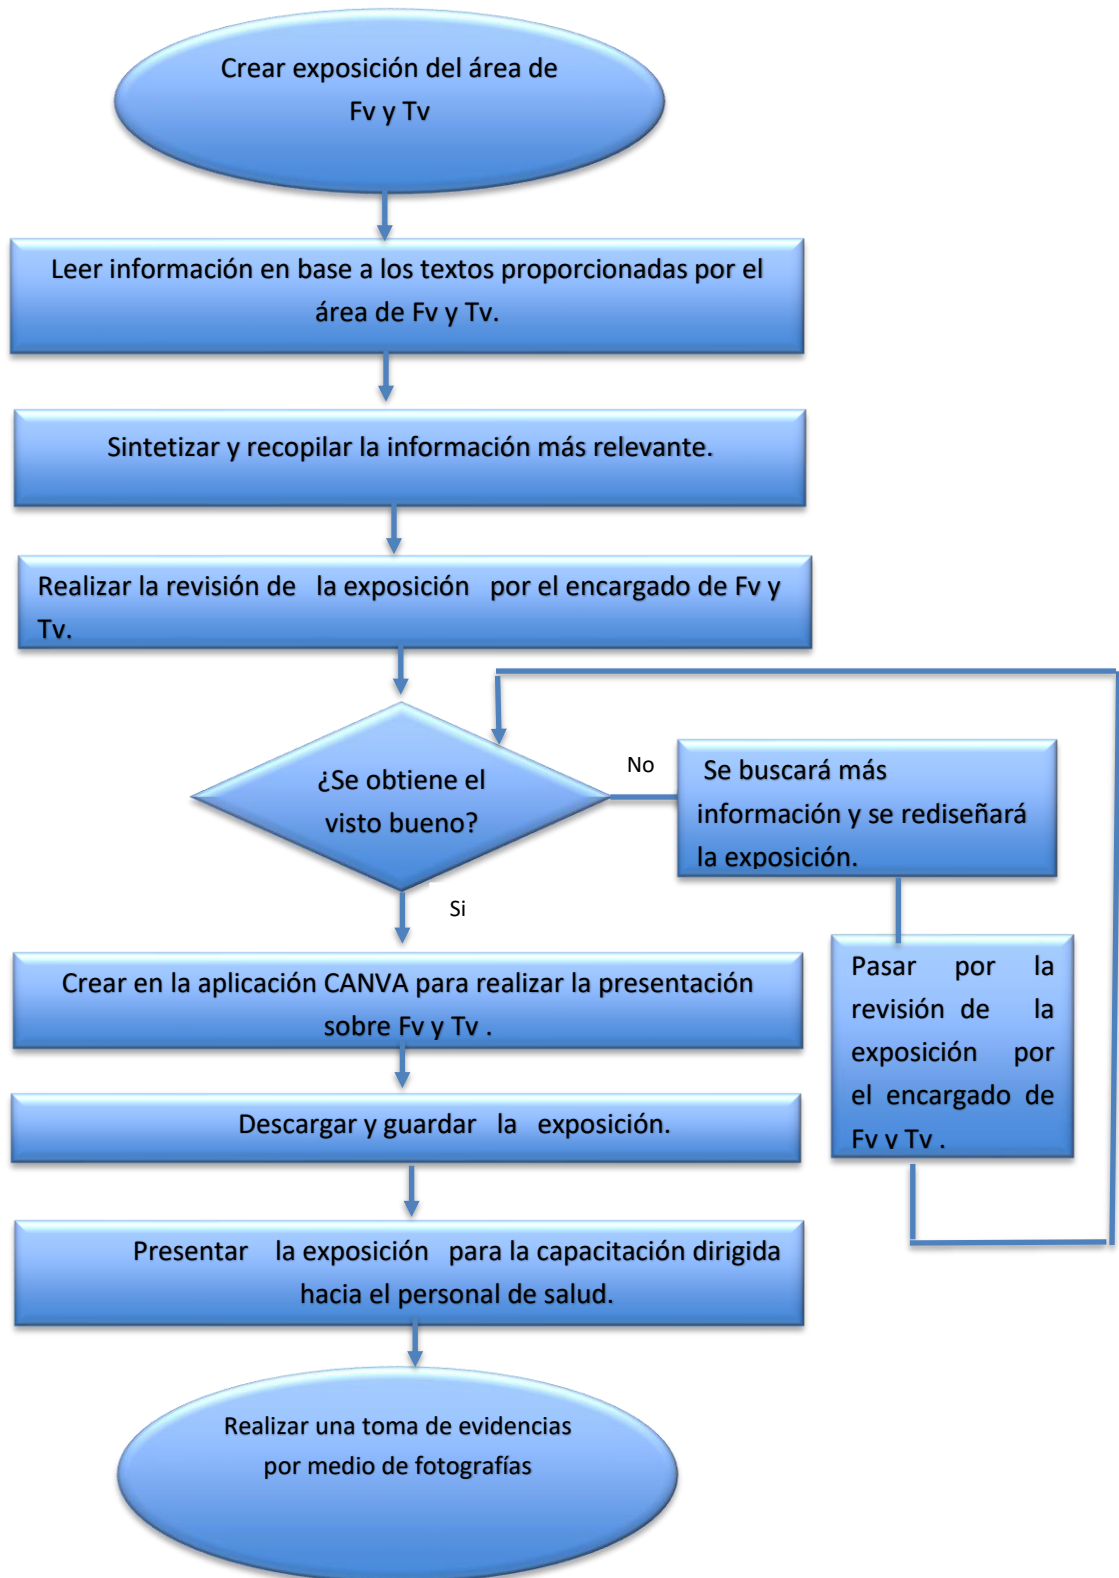 Crear exposición del área de
Fv y Tv
Leer información en base a los textos proporcionadas por el
área de Fv y Tv.
Sintetizar y recopilar la información más relevante.
Realizar la revisión de la exposición por el encargado de Fv y
Tv.
¿Se obtiene el
visto bueno?
No
Se buscará más
información y se rediseñará
la exposición.
Si
Pasar por la
revisión de la
exposición por
el encargado de
Fv y Tv .
Crear en la aplicación CANVA para realizar la presentación
sobre Fv y Tv .
Descargar y guardar la exposición.
Presentar la exposición para la capacitación dirigida
hacia el personal de salud.
Realizar una toma de evidencias
por medio de fotografías